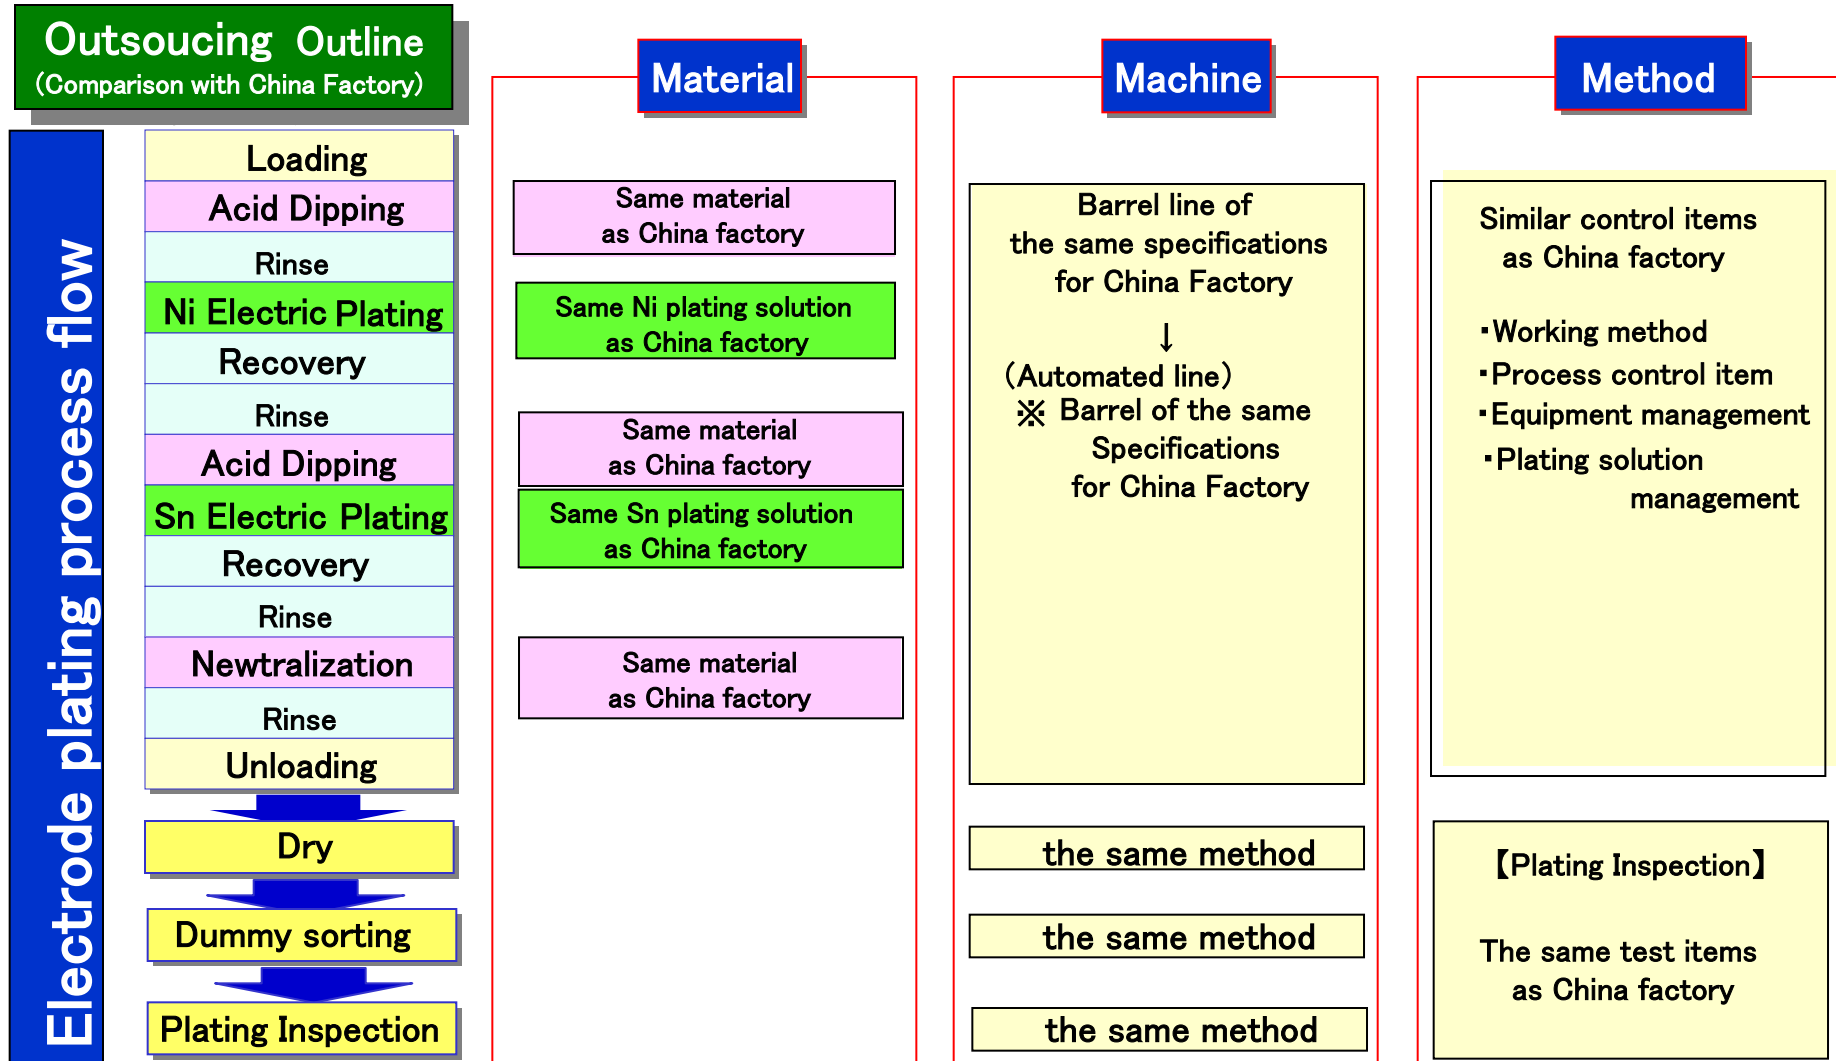 Outsoucing Outline
(Comparison with China Factory)
Electrode plating process flow
Loading
Acid Dipping
Rinse
Ni Electric Plating
Recovery
Rinse
Acid Dipping
Sn Electric Plating
Recovery
Rinse
Newtralization
Rinse
Unloading
Dry
Dummy sorting
Plating Inspection
Material
Same material
as China factory
Same Ni plating solution
as China factory
Same material
as China factory
Same Sn plating solution
as China factory
Same material
as China factory
Machine
Barrel line of
the same specifications
for China Factory
↓
(Automated line)
※ Barrel of the same
Specifications
for China Factory
the same method
the same method
the same method
Method
Similar control items
as China factory
・Working method
・Process control item
・Equipment management
・Plating solution
management
【Plating Inspection】
The same test items
as China factory